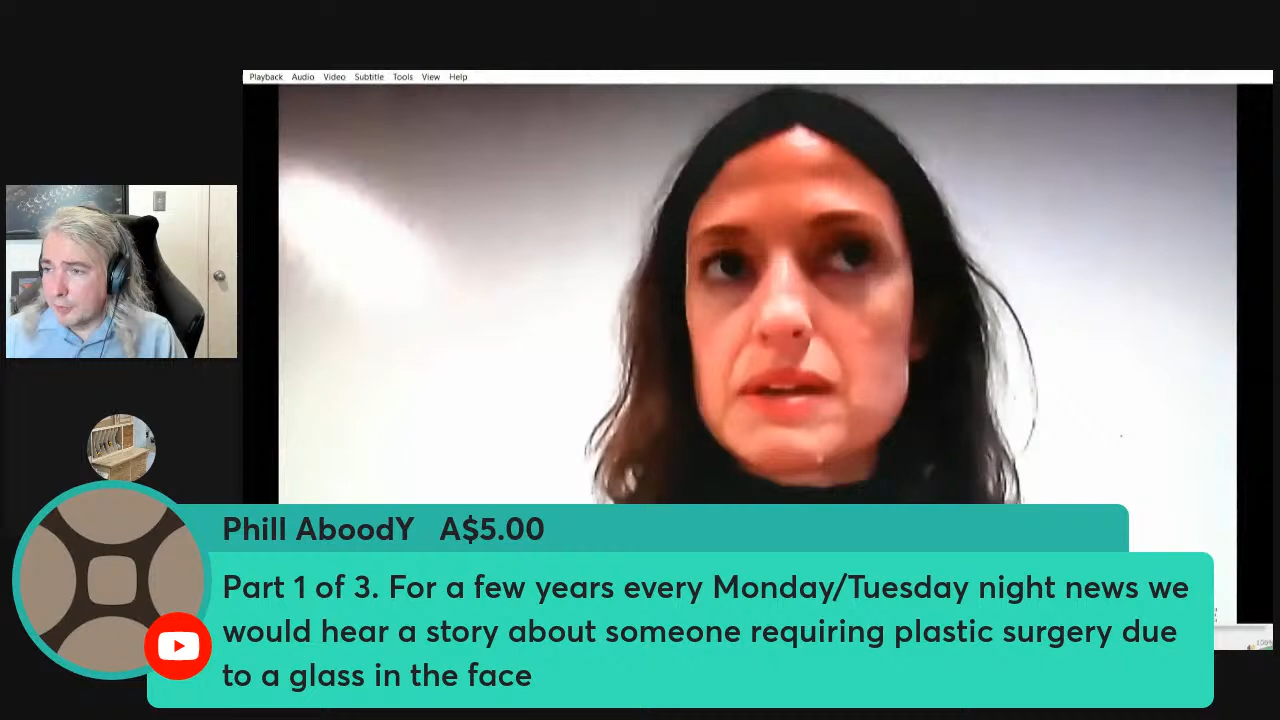 Playback Audio Video Subtitle Tools View Help
Phill AboodY A$5.00
Part 1 of 3. For a few years every Monday/Tuesday night news we
would hear a story about someone requiring plastic surgery due
to a glass in the face